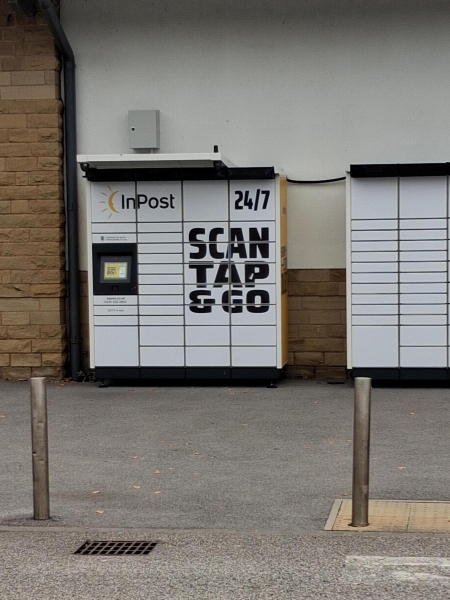 InPost
24/7
SCAN
TAP
& GO